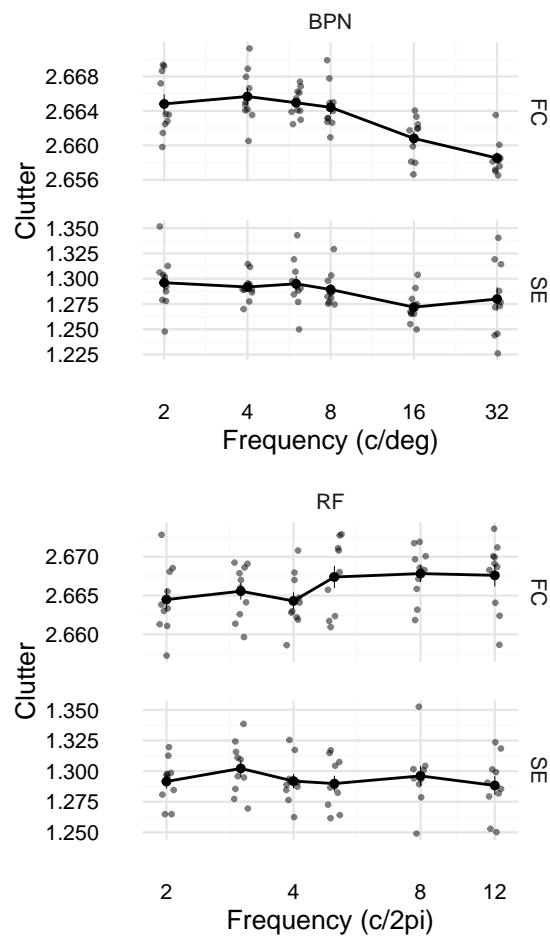 BPN
2.668
2.664
2.660
2.656
FC
Clutter
1.350
1.325
1.300
1.275
1.250
1.225
SE
2 4 8 16 32
Frequency (c/deg)
RF
2.670
2.665
2.660
FC
Clutter
1.350
1.325
1.300
1.275
1.250
SE
2 4 8 12
Frequency (c/2pi)